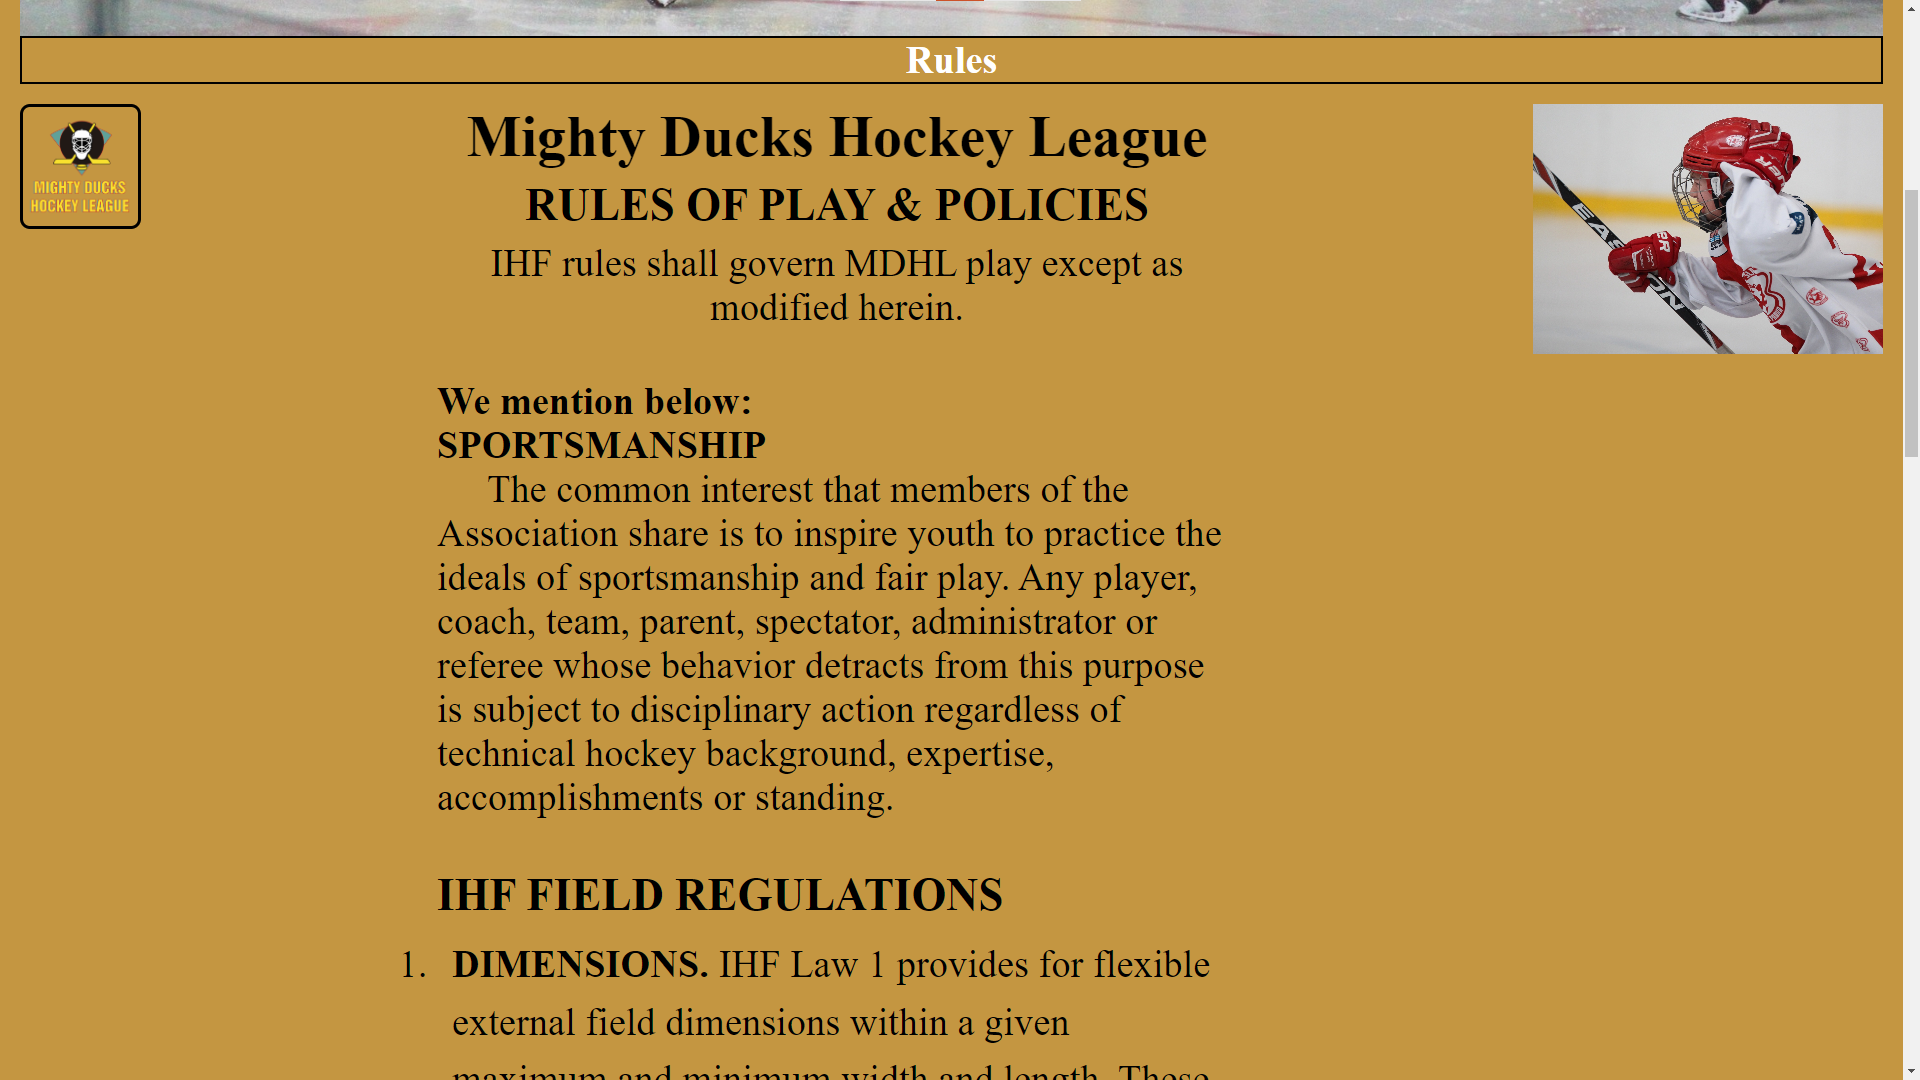 Rules
MIGHTY DUCKS
HOCKEY LEAGUE
Mighty Ducks Hockey League
RULES OF PLAY & POLICIES
IHF rules shall govern MDHL play except as
modified herein.
EASTON
We mention below:
SPORTSMANSHIP
The common interest that members of the
Association share is to inspire youth to practice the
ideals of sportsmanship and fair play. Any player,
coach, team, parent, spectator, administrator or
referee whose behavior detracts from this purpose
is subject to disciplinary action regardless of
technical hockey background, expertise,
accomplishments or standing.
IHF FIELD REGULATIONS
1. DIMENSIONS. IHF Law 1 provides for flexible
external field dimensions within a given
maximum and minimum width and length. These